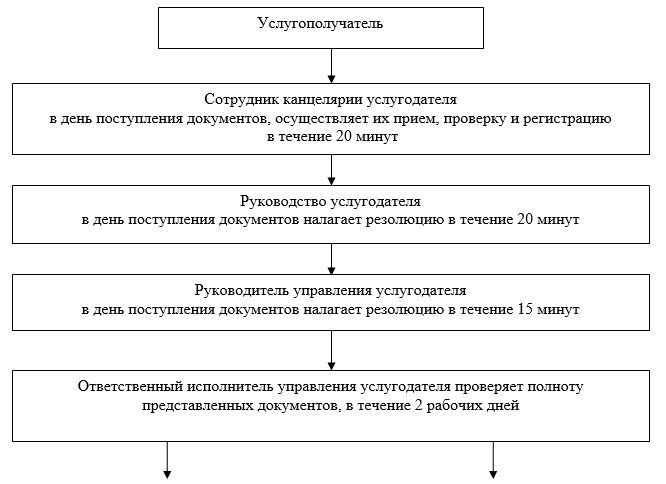 Услугополучатель
Сотрудник канцелярии услугодателя
в день поступления документов, осуществляет их прием, проверку и регистрацию
в течение 20 минут
Руководство услугодателя
в день поступления документов налагает резолюцию в течение 20 минут
Руководитель управления услугодателя
в день поступления документов налагает резолюцию в течение 15 минут
Ответственный исполнитель управления услугодателя проверяет полноту
представленных документов, в течение 2 рабочих дней